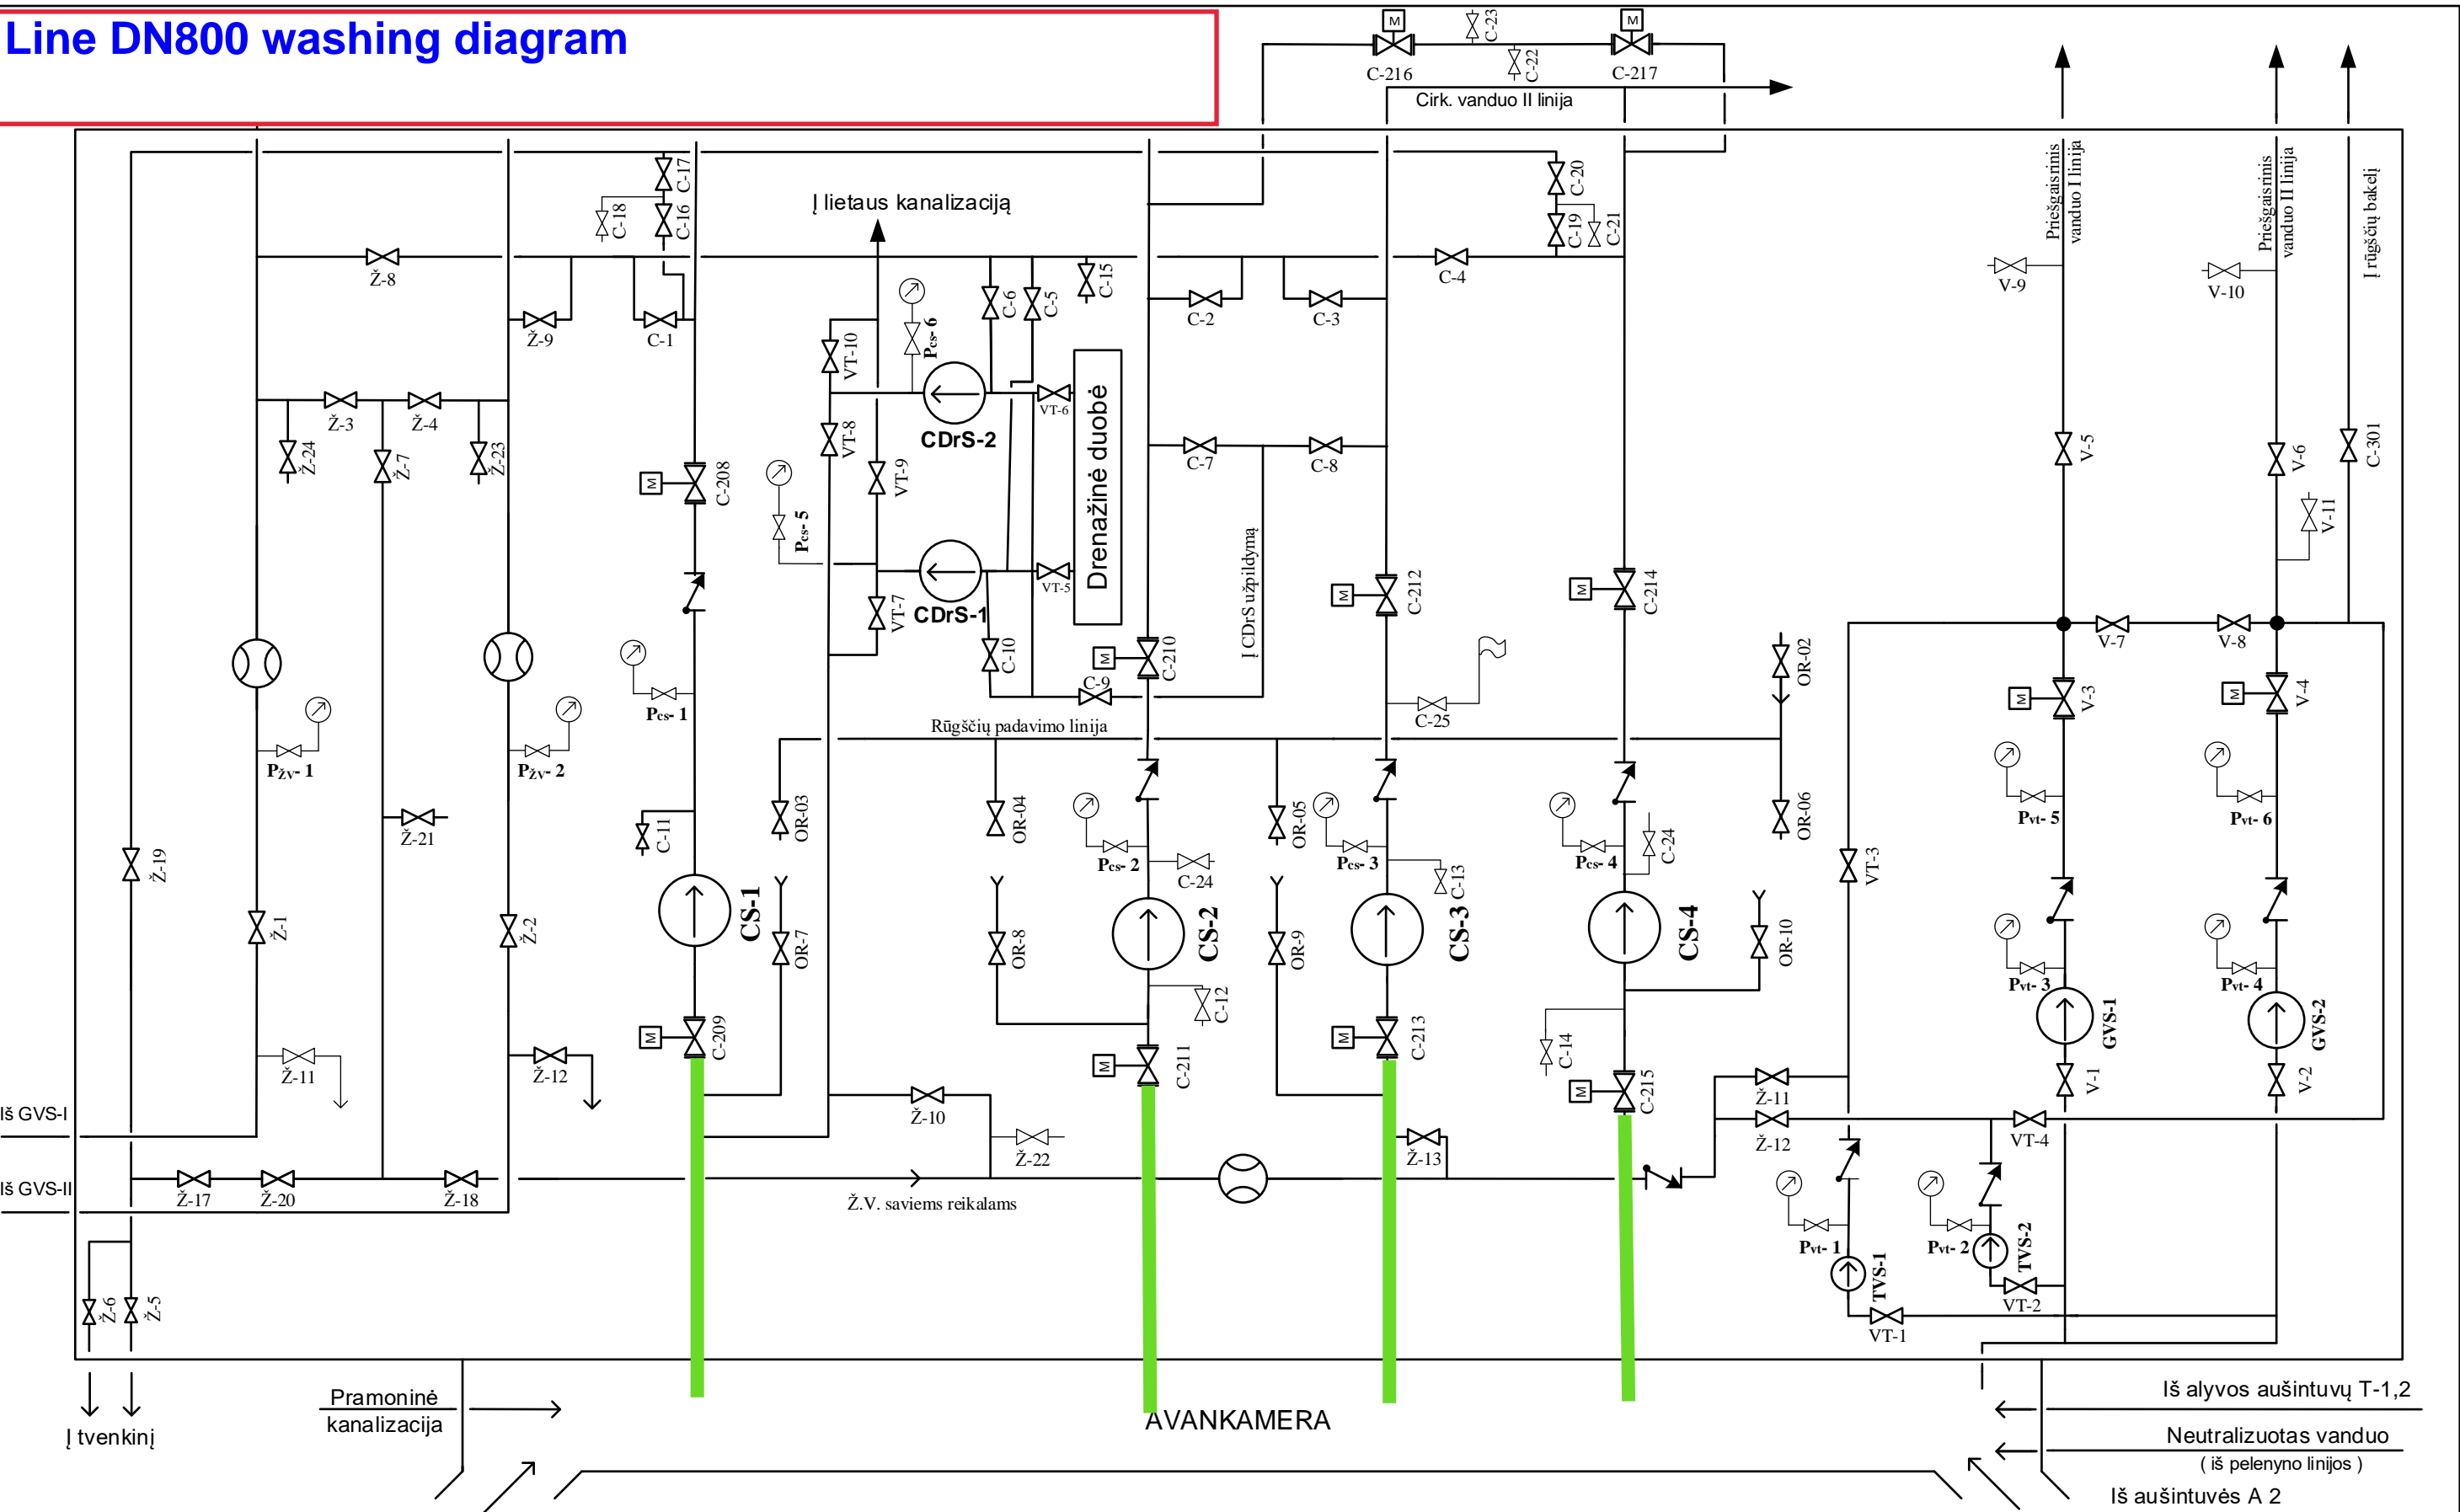 Line DN800 washing diagram
M
M
C-23
C-22
C-216
C-217
Cirk. vanduo II linija
Į lietaus kanalizaciją
C-17
C-18
C-16
C-20
C-19
C-21
Priešgaisrinis
vanduo I linija
Priešgaisrinis
vanduo II linija
Į rūgščių bakelį
Ž-8
C-15
C-4
V-9
V-10
Ž-9
C-1
VT-10
Pcs- 6
C-6
C-5
C-2
C-3
Ž-3
Ž-4
Ž-24
Ž-7
Ž-23
VT-8
CDrS-2
VT-6
Drenažinė duobė
C-7
C-8
V-5
V-6
C-301
M
C-208
Pcs- 5
VT-9
V-11
Į CDrS užpildymą
VT-5
CDrS-1
VT-7
C-10
M
C-212
M
C-214
M
C-210
C-9
OR-02
V-7
V-8
Pcs- 1
C-25
M
V-3
M
V-4
Rūgščių padavimo linija
PŽV- 1
PŽV- 2
Ž-21
C-11
OR-03
OR-04
OR-05
OR-06
Pcs- 2
C-24
Pcs- 3
C-13
Pcs- 4
C-24
Pvt- 5
Pvt- 6
Ž-19
VT-3
Ž-1
Ž-2
CS-1
OR-7
OR-8
CS-2
OR-9
CS-3
CS-4
OR-10
Pvt- 3
Pvt- 4
GVS-1
GVS-2
C-12
M
C-209
M
C-211
M
C-213
C-14
M
C-215
Ž-11
Ž-12
V-1
V-2
Iš GVS-I
Ž-10
Ž-22
Ž-13
Ž-11
Ž-12
VT-4
Iš GVS-II
Ž-17
Ž-20
Ž-18
Ž.V. saviems reikalams
Pvt- 1
TVS-1
Pvt- 2
TVS-2
VT-2
VT-1
Ž-6
Ž-5
Į tvenkinį
Pramoninė
kanalizacija
AVANKAMERA
Iš alyvos aušintuvų T-1,2
Neutralizuotas vanduo
( iš pelenyno linijos )
Iš aušintuvės A 2